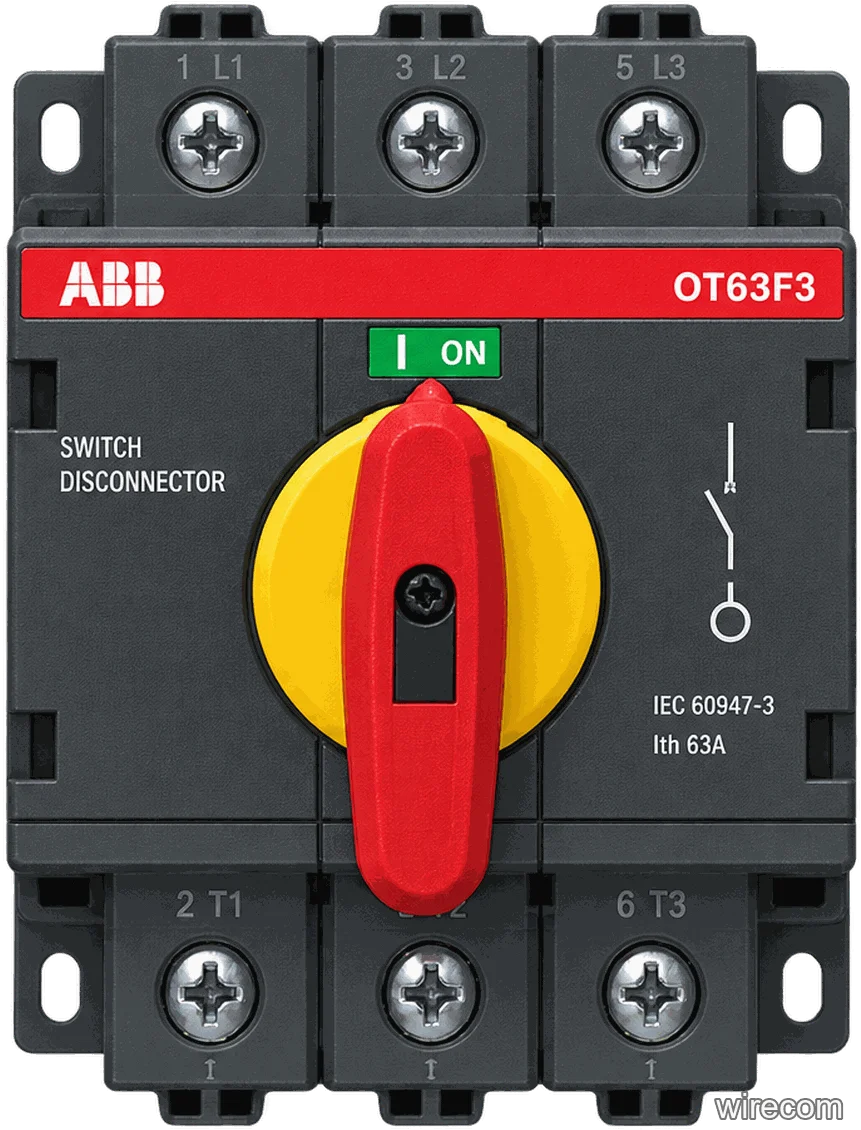 1 L1 3 L2 5 L3
ABB OT63F3
I ON
SWITCH
DISCONNECTOR
IEC 60947-3
Ith 63A
2 T1 T2 6 T3
wirecom